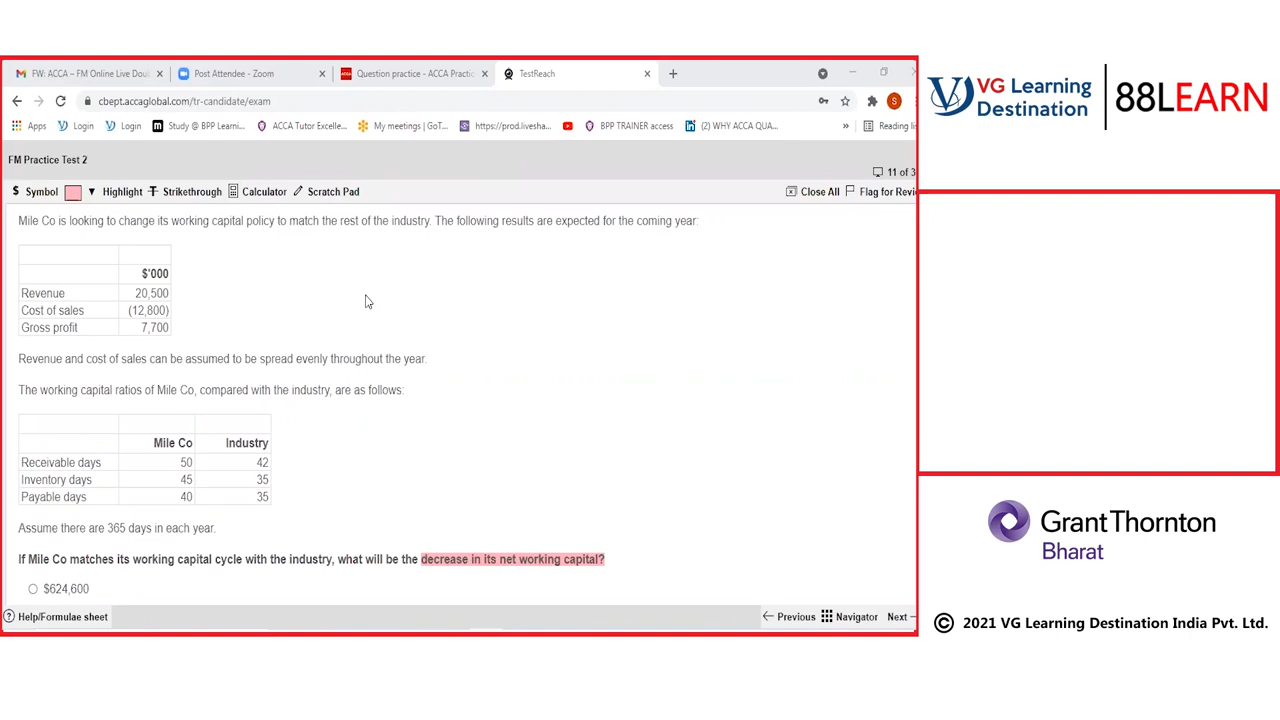 FW: ACCA – FM Online Live Dou
Post Attendee - Zoom
Question practice - ACCA Practic
TestReach
cbept.accaglobal.com/tr-candidate/exam
S
Apps
Login
Login
Study @ BPP Learni...
ACCA Tutor Excelle...
My meetings | GoT...
https://prod.livesha...
BPP TRAINER access
(2) WHY ACCA QUA...
»
Reading lis
FM Practice Test 2
11 of 3
$ Symbol
Highlight
Strikethrough
Calculator
Scratch Pad
Close All
Flag for Revie
Mile Co is looking to change its working capital policy to match the rest of the industry. The following results are expected for the coming year:
$'000
Revenue 20,500
Cost of sales (12,800)
Gross profit 7,700
Revenue and cost of sales can be assumed to be spread evenly throughout the year.
The working capital ratios of Mile Co, compared with the industry, are as follows:
Mile Co Industry
Receivable days 50 42
Inventory days 45 35
Payable days 40 35
Assume there are 365 days in each year.
If Mile Co matches its working capital cycle with the industry, what will be the decrease in its net working capital?
$624,600
? Help/Formulae sheet
Previous
Navigator
Next
VG Learning
Destination
88LEARN
Grant Thornton
Bharat
© 2021 VG Learning Destination India Pvt. Ltd.